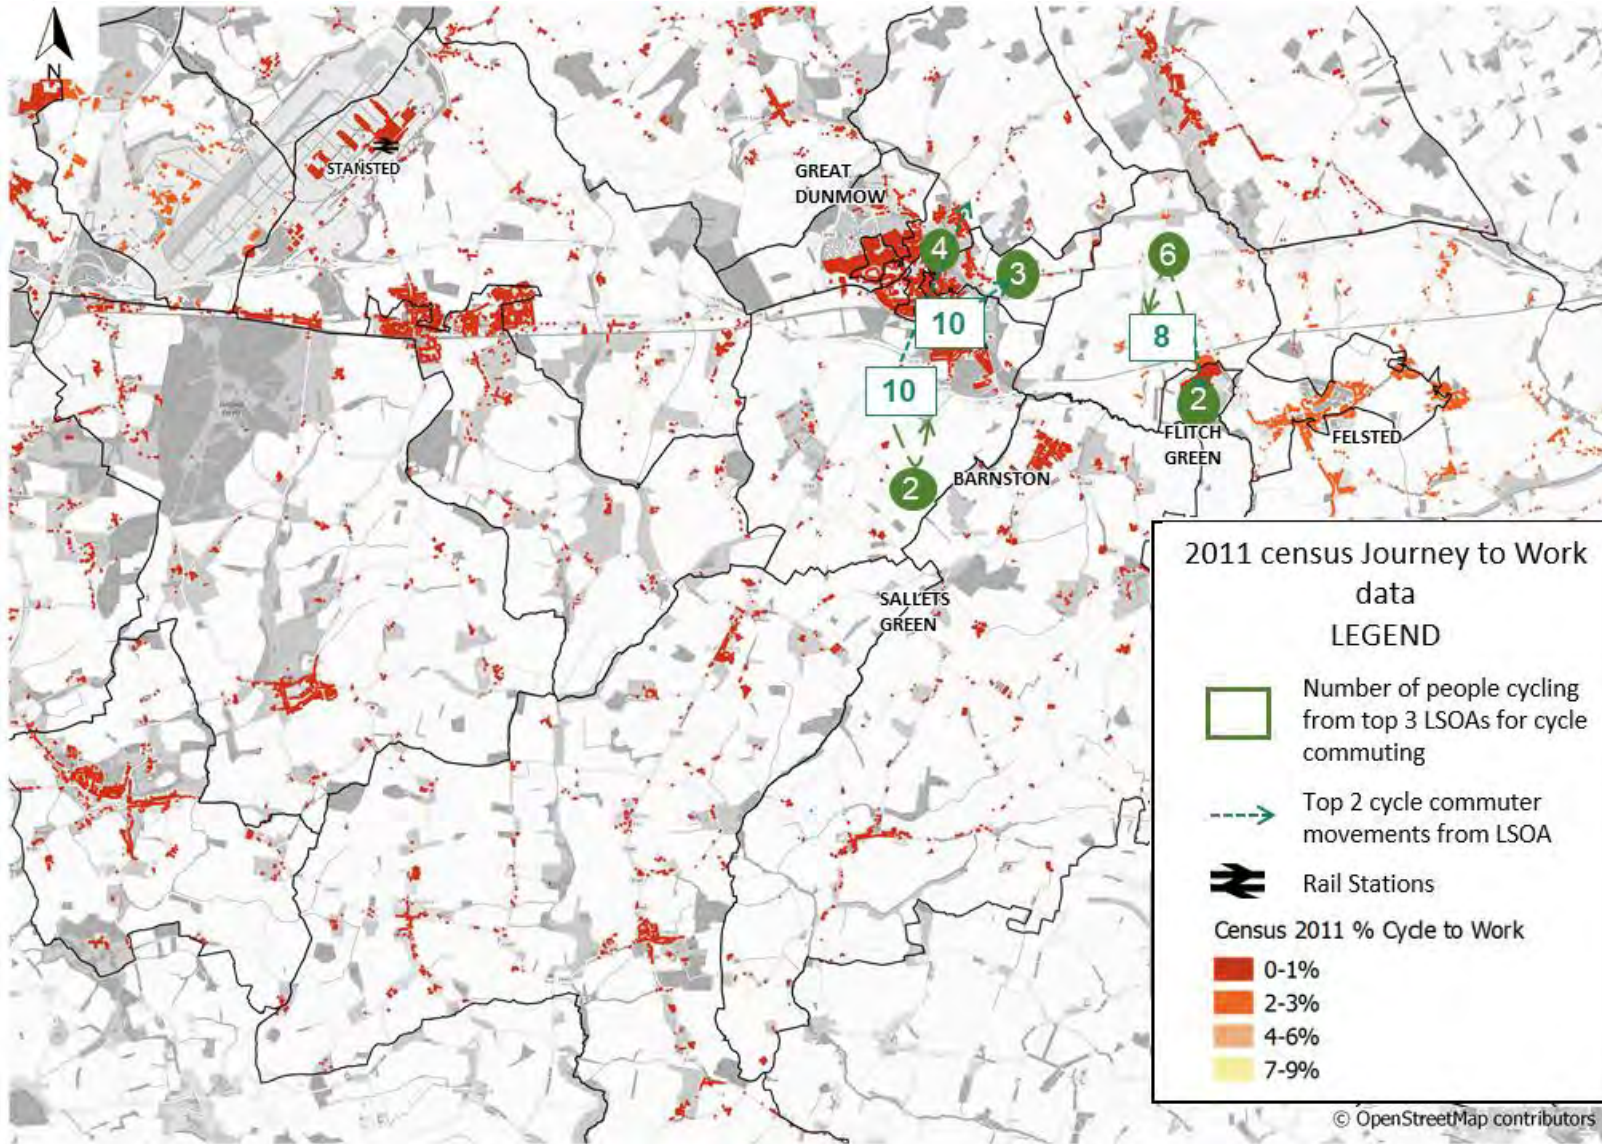 N
STANSTED
GREAT
DUNMOW
4
3
6
10
8
10
2
FLITCH
GREEN
FELSTED
2
BARNSTON
SALLETS
GREEN
2011 census Journey to Work
data
LEGEND
Number of people cycling
from top 3 LSOAs for cycle
commuting
Top 2 cycle commuter
movements from LSOA
Rail Stations
Census 2011 % Cycle to Work
0-1%
2-3%
4-6%
7-9%
© OpenStreetMap contributors